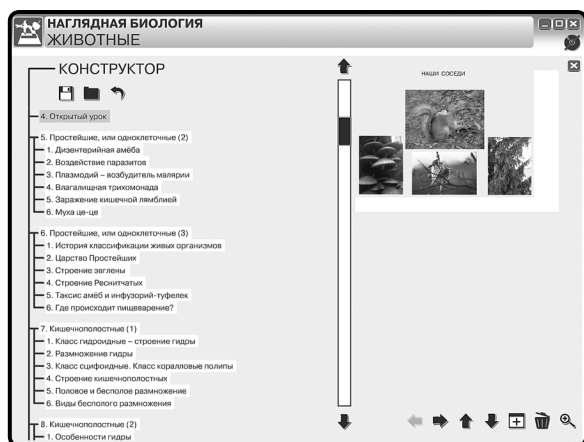 НАГЛЯДНАЯ БИОЛОГИЯ
ЖИВОТНЫЕ
КОНСТРУКТОР
4. Открытый урок
5. Простейшие, или одноклеточные (2)
1. Дизентерийная амёба
2. Воздействие паразитов
3. Плазмодий – возбудитель малярии
4. Влагалищная трихомонада
5. Заражение кишечной лямблией
6. Муха це-це
6. Простейшие, или одноклеточные (3)
1. История классификации живых организмов
2. Царство Простейших
3. Строение эвглены
4. Строение Реснитчатых
5. Таксис амёб и инфузорий-туфелек
6. Где происходит пищеварение?
7. Кишечнополостные (1)
1. Класс гидроидные – строение гидры
2. Размножение гидры
3. Класс сцифоидные. Класс коралловые полипы
4. Строение кишечнополостных
5. Половое и бесполое размножение
6. Виды бесполого размножения
8. Кишечнополостные (2)
1. Особенности гидры
НАШИ СОСЕДИ